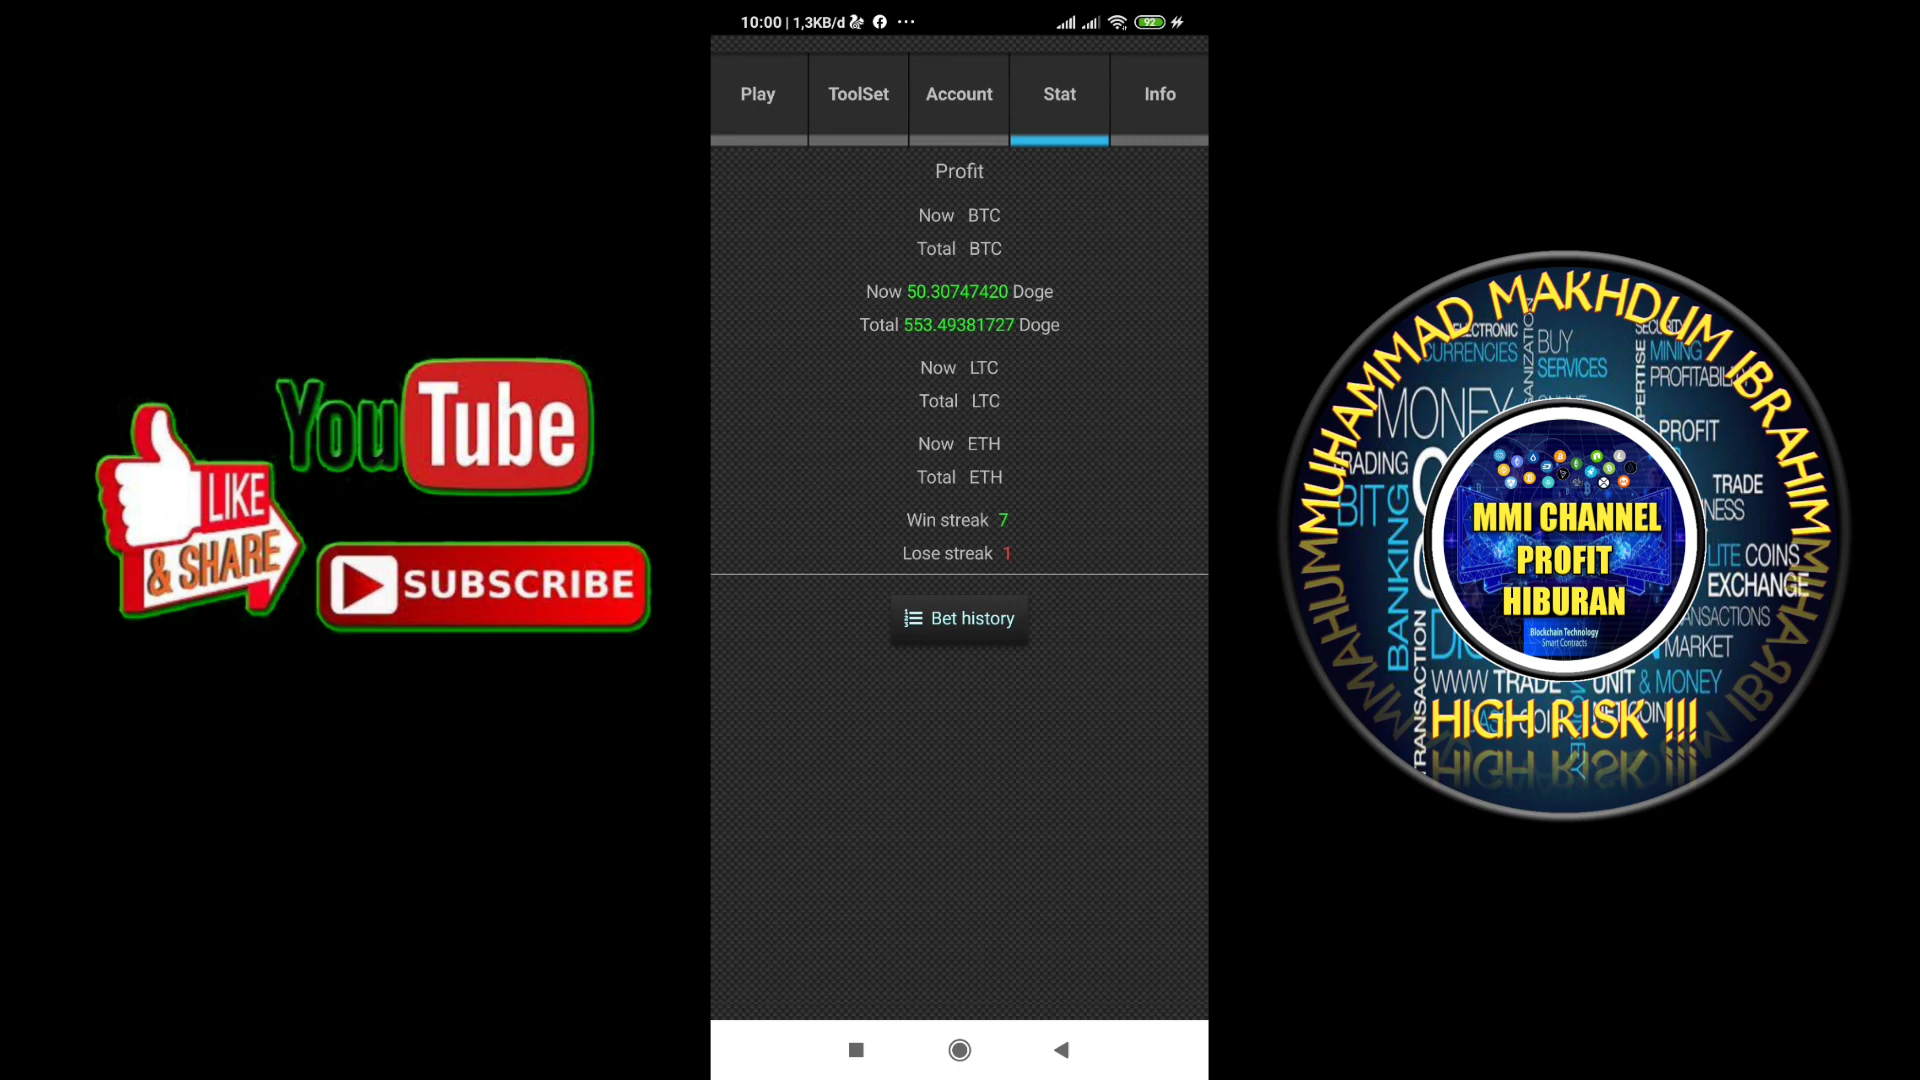 10:00 | 1,3KB/d
92
Play
ToolSet
Account
Stat
Info
Profit
Now BTC
Total BTC
Now 50.30747420 Doge
Total 553.49381727 Doge
Now LTC
Total LTC
Now ETH
Total ETH
Win streak 7
Lose streak 1
Bet history
YouTube
LIKE
& SHARE
SUBSCRIBE
MUHAMMAD MAKHDUM IBRAHIM
MMI CHANNEL
PROFIT
HIBURAN
Blockchain Technology
Smart Contracts
HIGH RISK !!!
CURRENCIES
BUY
SERVICES
MINING
MONEY
PROFIT
TRADE
BANKING
LITE COINS
EXCHANGE
MARKET
WWW TRADE
UNIT & MONEY
TRANSACTION